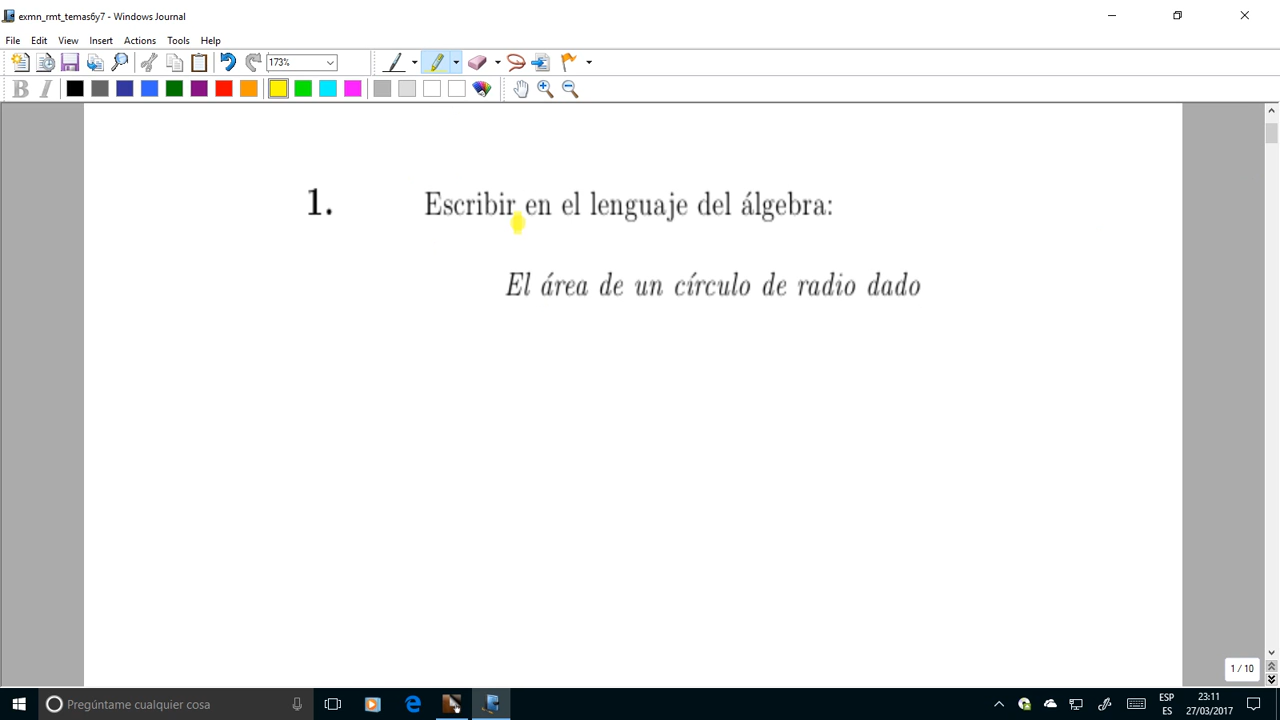 exmn_rmt_temas6y7 - Windows Journal
File Edit View Insert Actions Tools Help
173%
B I
1. Escribir en el lenguaje del álgebra:
El área de un círculo de radio dado
1 / 10
Pregúntame cualquier cosa
ESP
ES
23:11
27/03/2017